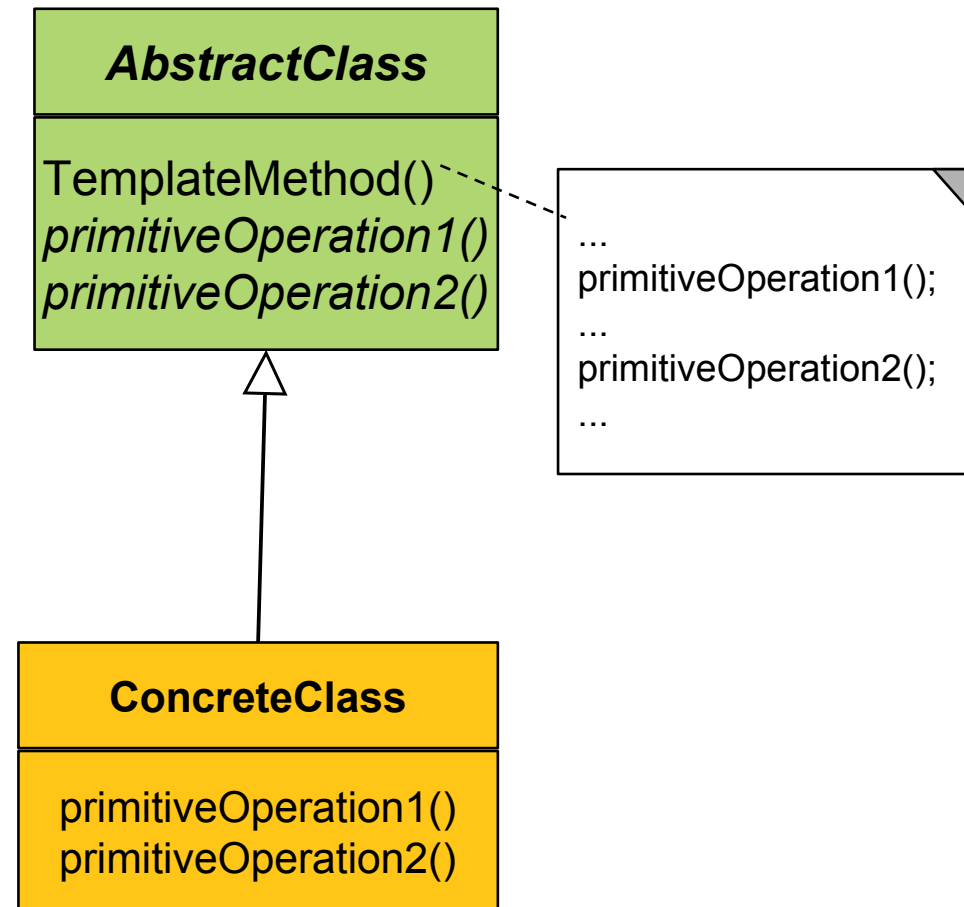 AbstractClass
TemplateMethod()
primitiveOperation1()
primitiveOperation2()
...
primitiveOperation1();
...
primitiveOperation2();
...
ConcreteClass
primitiveOperation1()
primitiveOperation2()